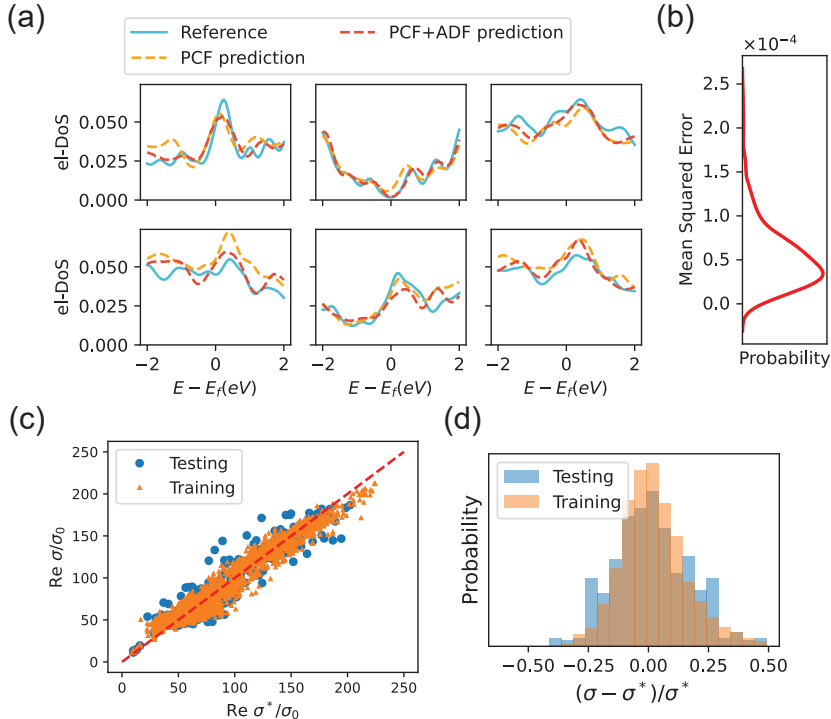 (a)
Reference
PCF prediction
PCF+ADF prediction
el-DoS
0.050
0.025
0.000
el-DoS
0.050
0.025
0.000
−2
0
2
−2
0
2
−2
0
2
E − E_f(eV)
E − E_f(eV)
E − E_f(eV)
(b)
×10⁻⁴
Mean Squared Error
2.5
2.0
1.5
1.0
0.5
0.0
Probability
(c)
Testing
Training
Re σ/σ₀
250
200
150
100
50
0
0
50
100
150
200
250
Re σ*/σ₀
(d)
Testing
Training
Probability
−0.50
−0.25
0.00
0.25
0.50
(σ − σ*)/σ*